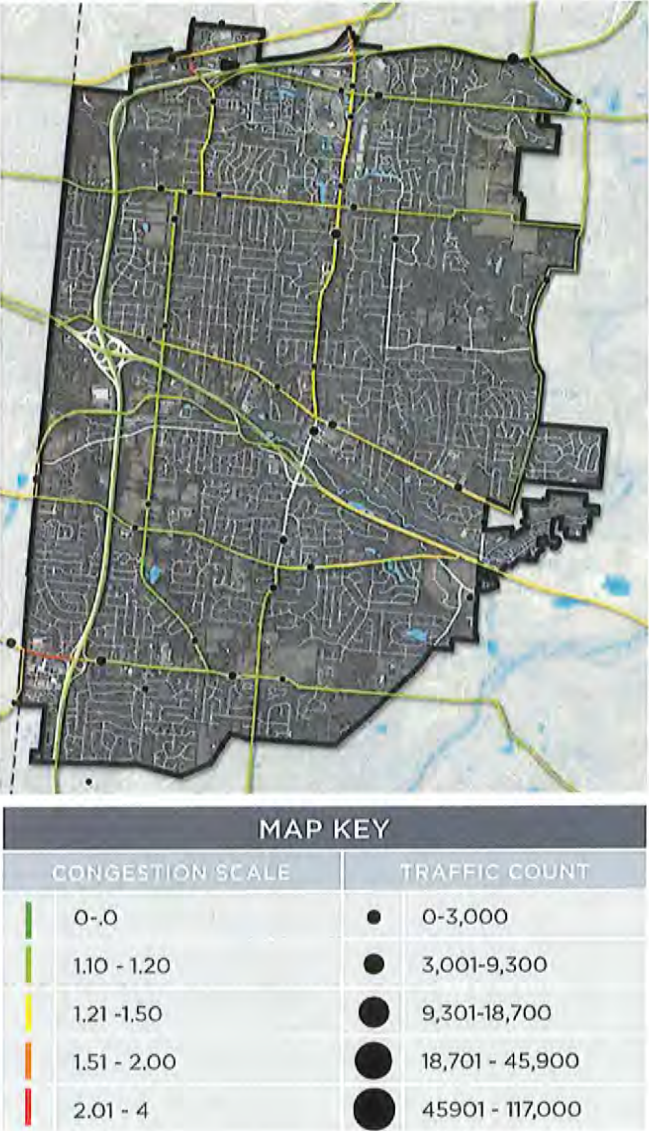 MAP KEY
CONGESTION SCALE TRAFFIC COUNT
0-.0 0-3,000
1.10 - 1.20 3,001-9,300
1.21 -1.50 9,301-18,700
1.51 - 2.00 18,701 - 45,900
2.01 - 4 45901 - 117,000